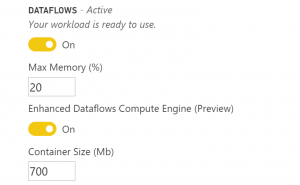 DATAFLOWS - Active
Your workload is ready to use.
On
Max Memory (%)
20
Enhanced Dataflows Compute Engine (Preview)
On
Container Size (Mb)
700